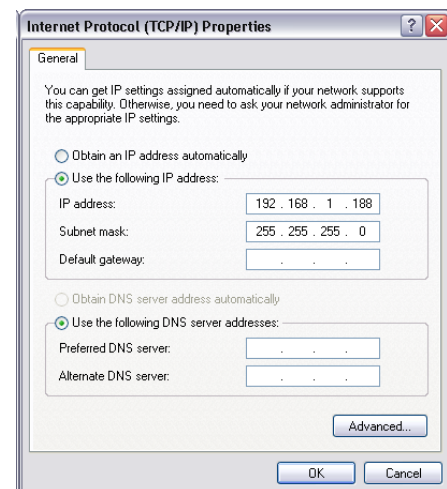 Internet Protocol (TCP/IP) Properties
General
You can get IP settings assigned automatically if your network supports
this capability. Otherwise, you need to ask your network administrator for
the appropriate IP settings.
Obtain an IP address automatically
Use the following IP address:
IP address: 192 . 168 . 1 . 188
Subnet mask: 255 . 255 . 255 . 0
Default gateway: . . .
Obtain DNS server address automatically
Use the following DNS server addresses:
Preferred DNS server: . . .
Alternate DNS server: . . .
Advanced...
OK Cancel